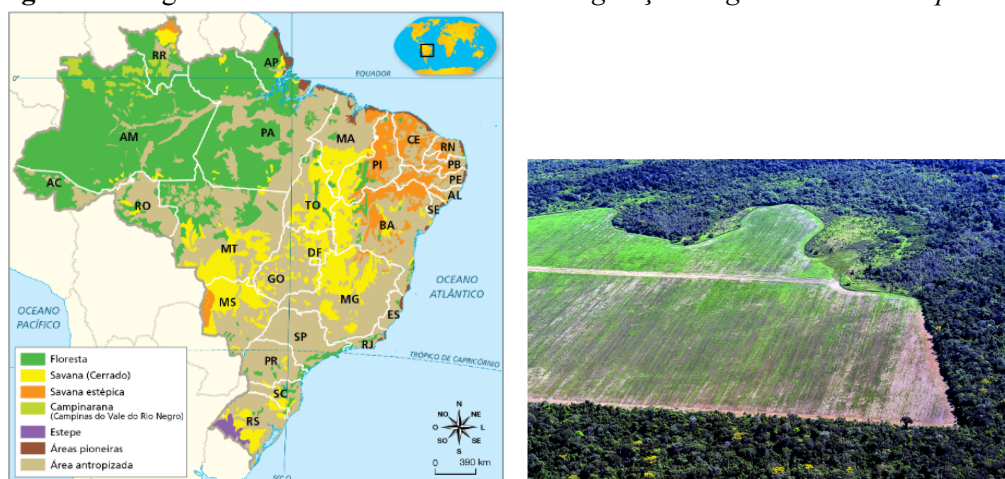 RR
AP
EQUADOR
0°
AM
PA
MA
CE
RN
PB
PE
AL
SE
PI
AC
RO
TO
BA
MT
DF
GO
MG
MS
ES
SP
RJ
PR
SC
RS
OCEANO
ATLÂNTICO
OCEANO
PACÍFICO
TRÓPICO DE CAPRICÓRNIO
Floresta
Savana (Cerrado)
Savana estépica
Campinarana
(Campinas do Vale do Rio Negro)
Estepe
Áreas pioneiras
Área antropizada
N
NO
NE
O
L
SO
SE
S
0 390 km